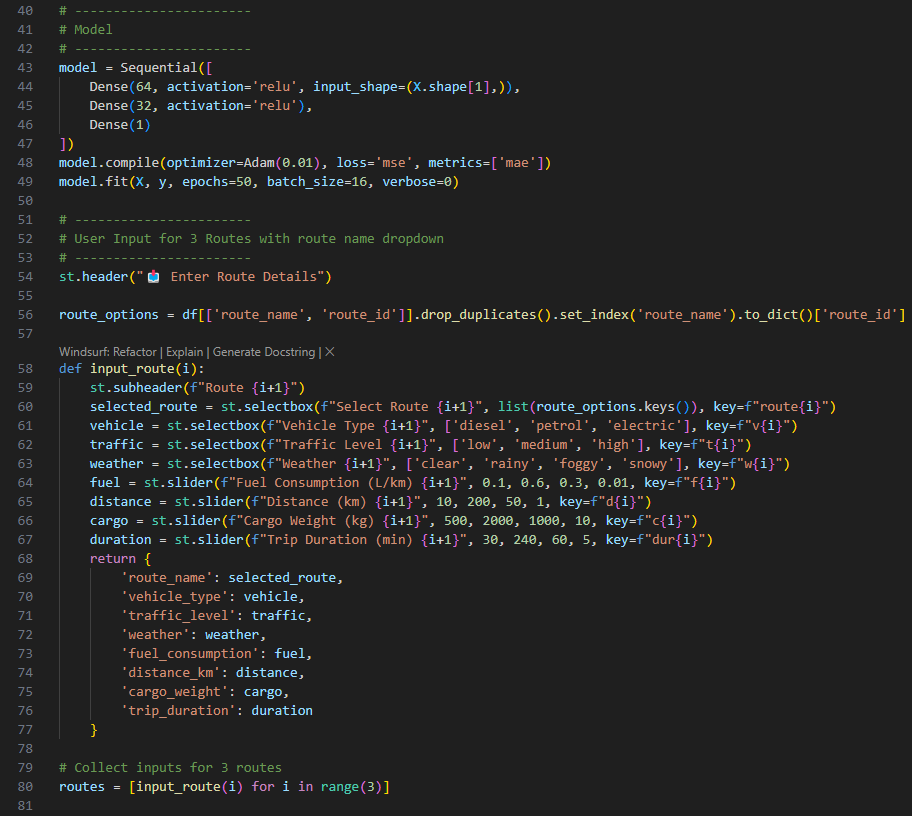 40 # -----------------------
41 # Model
42 # -----------------------
43 model = Sequential([
44     Dense(64, activation='relu', input_shape=(X.shape[1],)),
45     Dense(32, activation='relu'),
46     Dense(1)
47 ])
48 model.compile(optimizer=Adam(0.01), loss='mse', metrics=['mae'])
49 model.fit(X, y, epochs=50, batch_size=16, verbose=0)
50
51 # -----------------------
52 # User Input for 3 Routes with route name dropdown
53 # -----------------------
54 st.header("📩 Enter Route Details")
55
56 route_options = df[['route_name', 'route_id']].drop_duplicates().set_index('route_name').to_dict()['route_id']
57
Windsurf: Refactor | Explain | Generate Docstring | ×
58 def input_route(i):
59     st.subheader(f"Route {i+1}")
60     selected_route = st.selectbox(f"Select Route {i+1}", list(route_options.keys()), key=f"route{i}")
61     vehicle = st.selectbox(f"Vehicle Type {i+1}", ['diesel', 'petrol', 'electric'], key=f"v{i}")
62     traffic = st.selectbox(f"Traffic Level {i+1}", ['low', 'medium', 'high'], key=f"t{i}")
63     weather = st.selectbox(f"Weather {i+1}", ['clear', 'rainy', 'foggy', 'snowy'], key=f"w{i}")
64     fuel = st.slider(f"Fuel Consumption (L/km) {i+1}", 0.1, 0.6, 0.3, 0.01, key=f"f{i}")
65     distance = st.slider(f"Distance (km) {i+1}", 10, 200, 50, 1, key=f"d{i}")
66     cargo = st.slider(f"Cargo Weight (kg) {i+1}", 500, 2000, 1000, 10, key=f"c{i}")
67     duration = st.slider(f"Trip Duration (min) {i+1}", 30, 240, 60, 5, key=f"dur{i}")
68     return {
69         'route_name': selected_route,
70         'vehicle_type': vehicle,
71         'traffic_level': traffic,
72         'weather': weather,
73         'fuel_consumption': fuel,
74         'distance_km': distance,
75         'cargo_weight': cargo,
76         'trip_duration': duration
77     }
78
79 # Collect inputs for 3 routes
80 routes = [input_route(i) for i in range(3)]
81